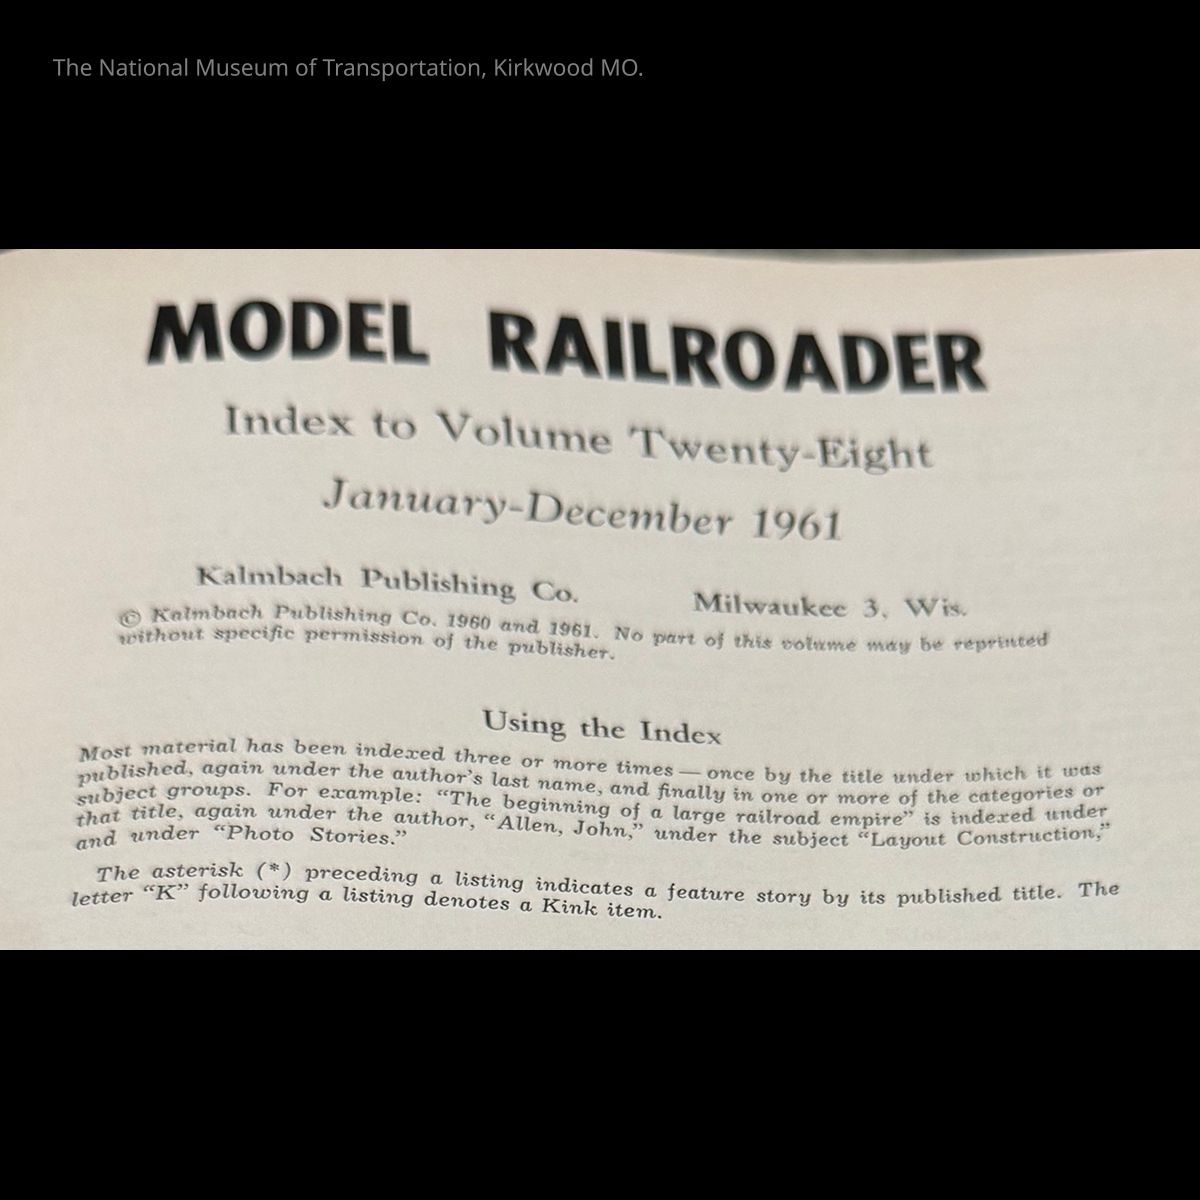 The National Museum of Transportation, Kirkwood MO.
MODEL RAILROADER
Index to Volume Twenty-Eight
January-December 1961
Kalmbach Publishing Co. Milwaukee 3, Wis.
© Kalmbach Publishing Co. 1960 and 1961. No part of this volume may be reprinted
without specific permission of the publisher.
Using the Index
Most material has been indexed three or more times — once by the title under which it was
published, again under the author's last name, and finally in one or more of the categories or
subject groups. For example: “The beginning of a large railroad empire” is indexed under
that title, again under the author, “Allen, John,” under the subject “Layout Construction,”
and under “Photo Stories.”
The asterisk (*) preceding a listing indicates a feature story by its published title. The
letter “K” following a listing denotes a Kink item.